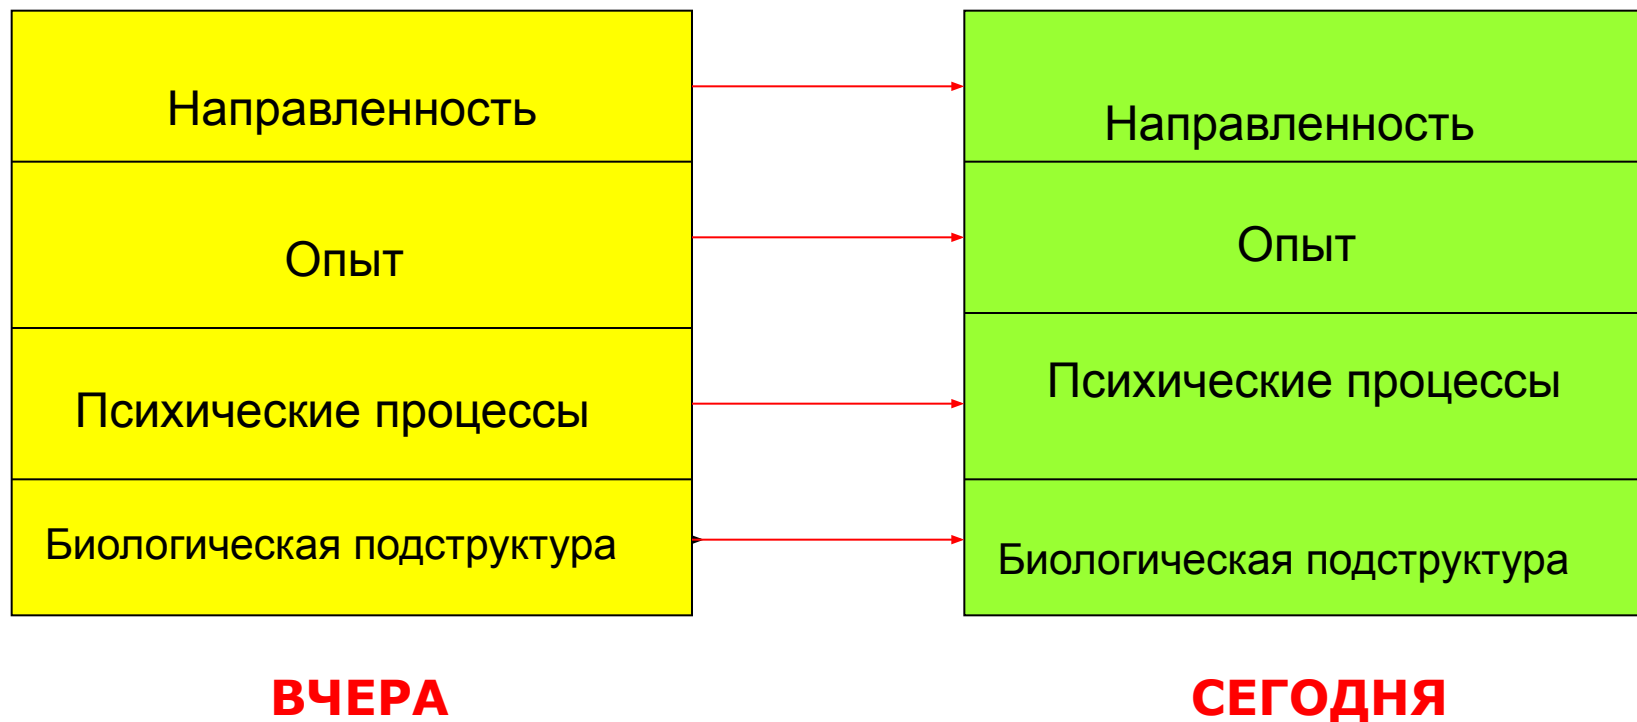 Направленность
Опыт
Психические процессы
Биологическая подструктура
ВЧЕРА
Направленность
Опыт
Психические процессы
Биологическая подструктура
СЕГОДНЯ